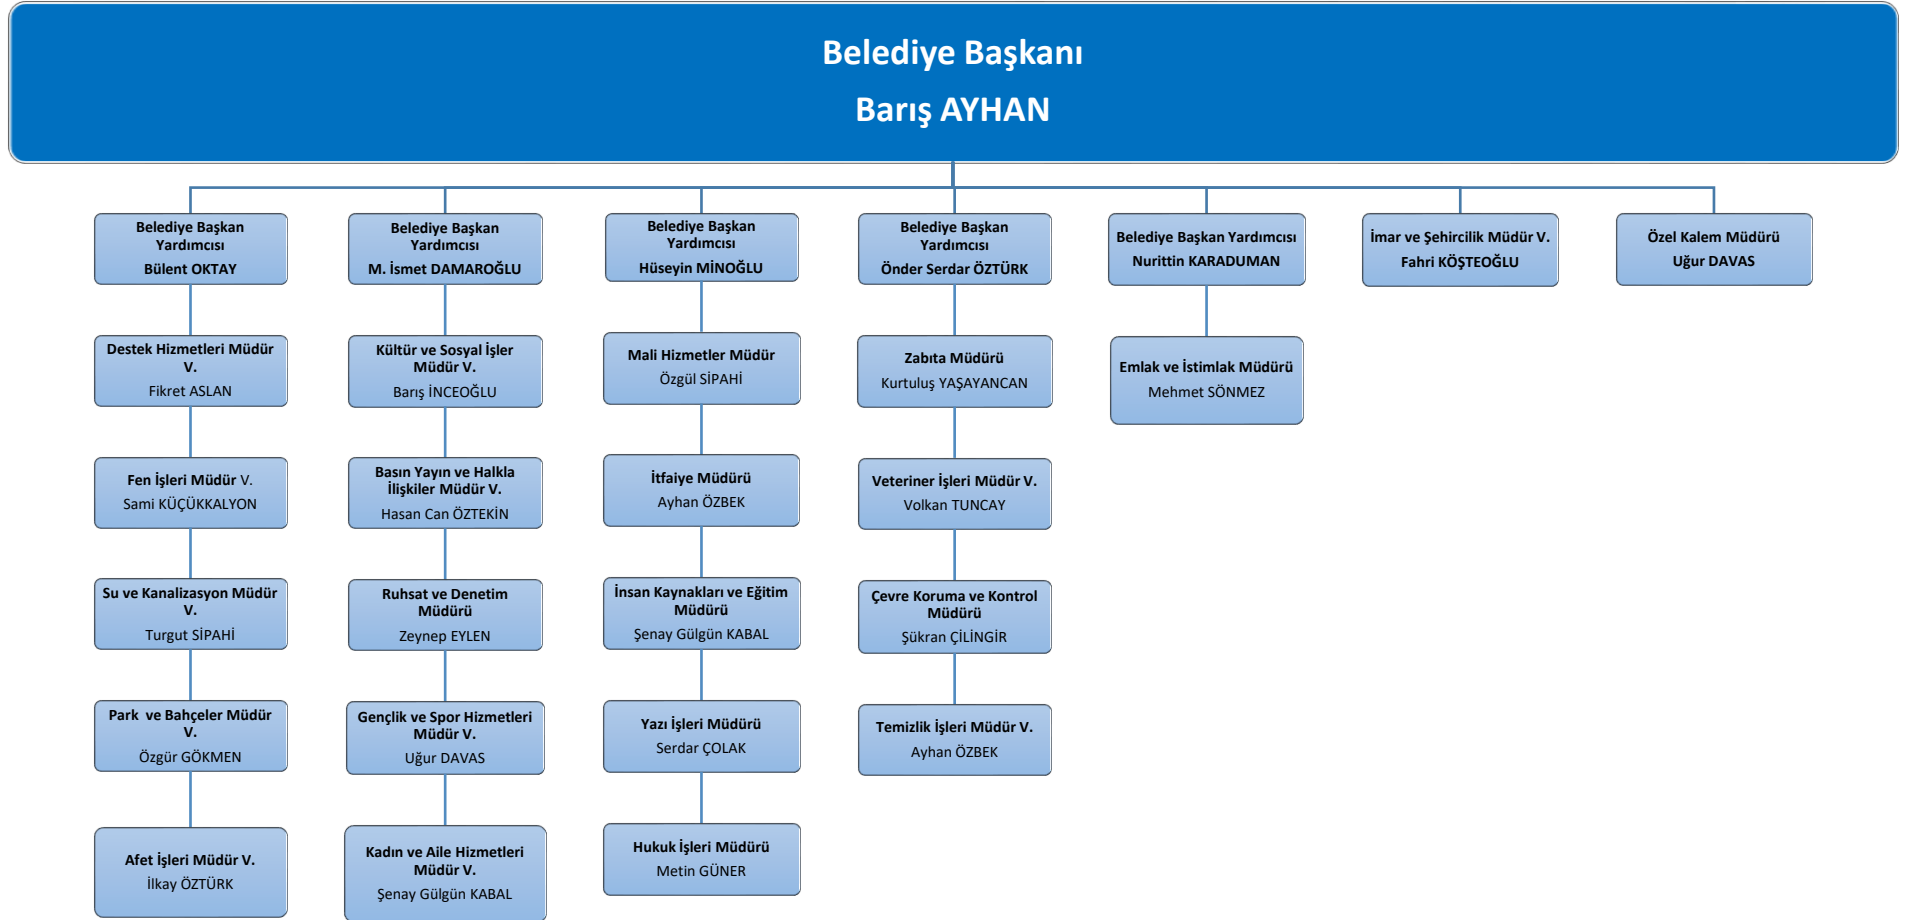 Belediye Başkanı
Barış AYHAN
Belediye Başkan
Yardımcısı
Bülent OKTAY
Destek Hizmetleri Müdür
V.
Fikret ASLAN
Fen İşleri Müdür V.
Sami KÜÇÜKKALYON
Su ve Kanalizasyon Müdür
V.
Turgut SİPAHİ
Park ve Bahçeler Müdür
V.
Özgür GÖKMEN
Afet İşleri Müdür V.
İlkay ÖZTÜRK
Belediye Başkan
Yardımcısı
M. İsmet DAMAROĞLU
Kültür ve Sosyal İşler
Müdür V.
Barış İNCEOĞLU
Basın Yayın ve Halkla
İlişkiler Müdür V.
Hasan Can ÖZTEKİN
Ruhsat ve Denetim
Müdürü
Zeynep EYLEN
Gençlik ve Spor Hizmetleri
Müdür V.
Uğur DAVAS
Kadın ve Aile Hizmetleri
Müdür V.
Şenay Gülgün KABAL
Belediye Başkan
Yardımcısı
Hüseyin MİNOĞLU
Mali Hizmetler Müdür
Özgül SİPAHİ
İtfaiye Müdürü
Ayhan ÖZBEK
İnsan Kaynakları ve Eğitim
Müdürü
Şenay Gülgün KABAL
Yazı İşleri Müdürü
Serdar ÇOLAK
Hukuk İşleri Müdürü
Metin GÜNER
Belediye Başkan
Yardımcısı
Önder Serdar ÖZTÜRK
Zabıta Müdürü
Kurtuluş YAŞAYANCAN
Veteriner İşleri Müdür V.
Volkan TUNCAY
Çevre Koruma ve Kontrol
Müdürü
Şükran ÇİLİNGİR
Temizlik İşleri Müdür V.
Ayhan ÖZBEK
Belediye Başkan Yardımcısı
Nurittin KARADUMAN
Emlak ve İstimlak Müdürü
Mehmet SÖNMEZ
İmar ve Şehircilik Müdür V.
Fahri KÖŞTEOĞLU
Özel Kalem Müdürü
Uğur DAVAS